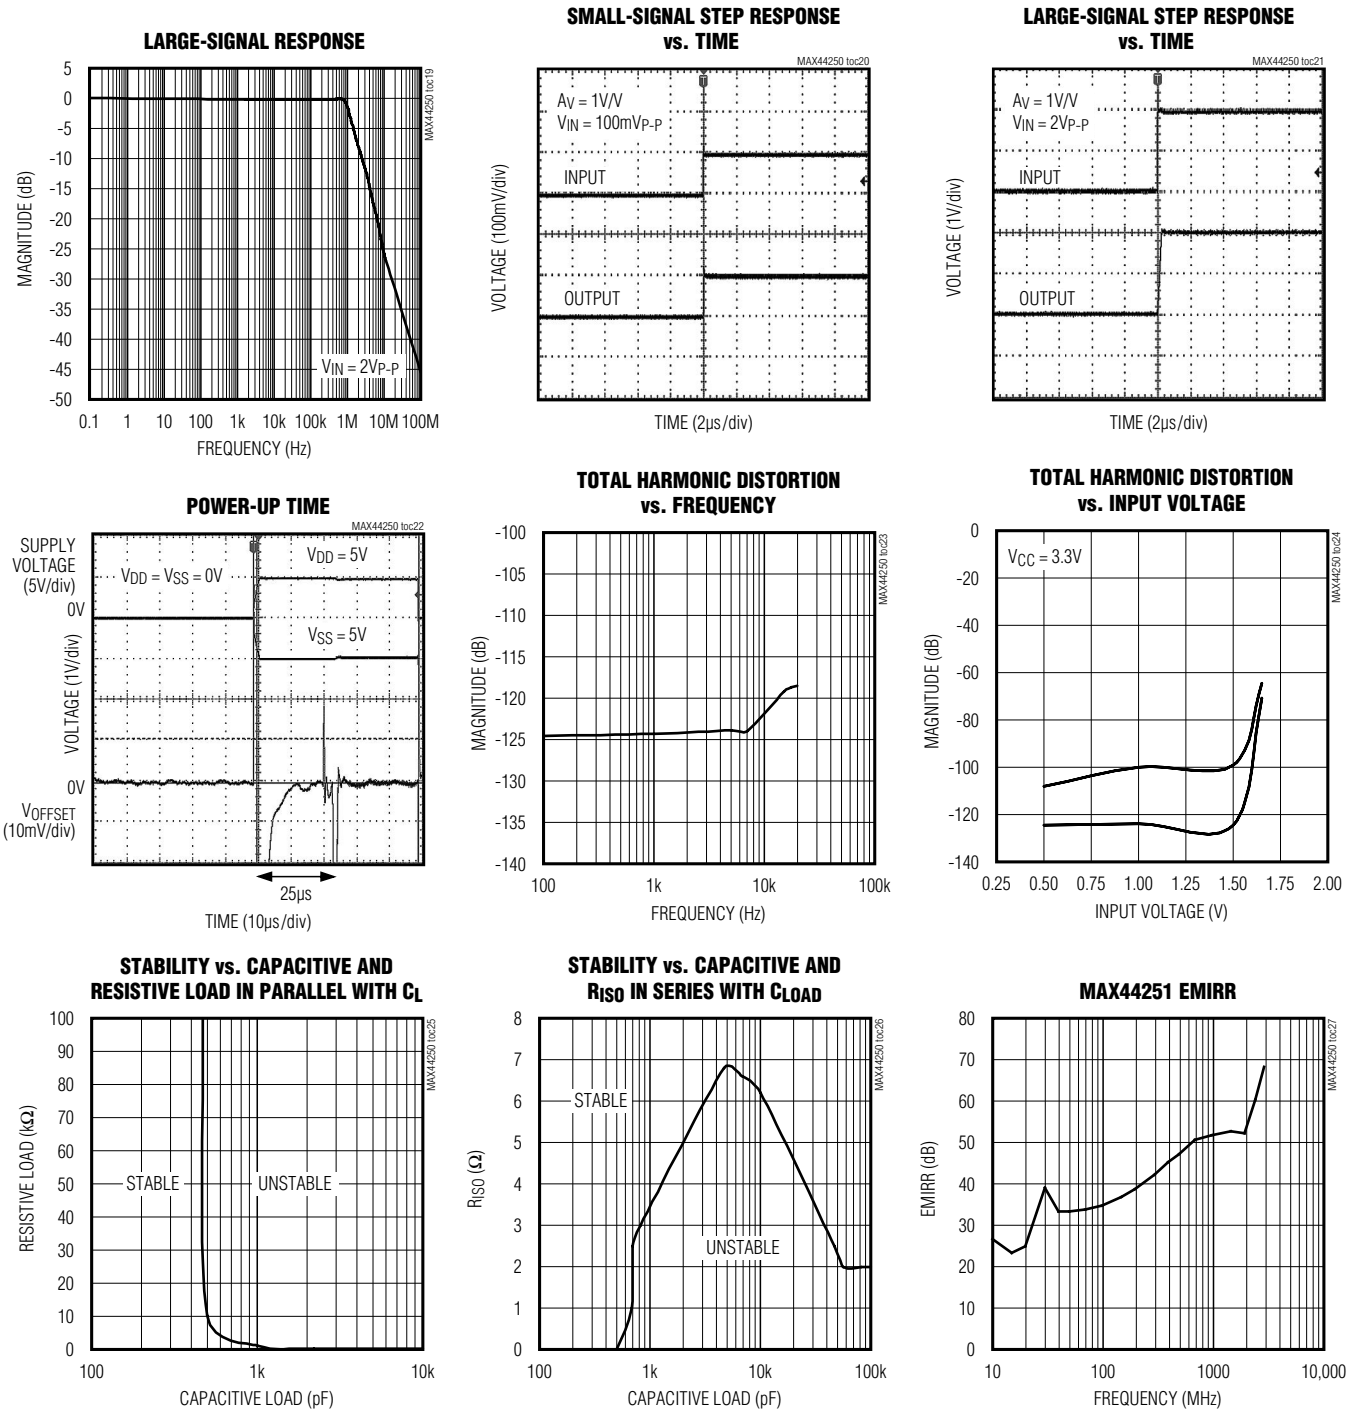 LARGE-SIGNAL RESPONSE
MAX44250 toc19
MAGNITUDE (dB)
5
0
-5
-10
-15
-20
-25
-30
-35
-40
-45
-50
VIN = 2VP-P
0.1 1 10 100 1k 10k 100k 1M 10M 100M
FREQUENCY (Hz)
SMALL-SIGNAL STEP RESPONSE
vs. TIME
MAX44250 toc20
VOLTAGE (100mV/div)
AV = 1V/V
VIN = 100mVP-P
INPUT
OUTPUT
TIME (2µs/div)
LARGE-SIGNAL STEP RESPONSE
vs. TIME
MAX44250 toc21
VOLTAGE (1V/div)
AV = 1V/V
VIN = 2VP-P
INPUT
OUTPUT
TIME (2µs/div)
POWER-UP TIME
MAX44250 toc22
SUPPLY
VOLTAGE
(5V/div)
0V
VOLTAGE (1V/div)
0V
VOFFSET
(10mV/div)
VDD = VSS = 0V
VDD = 5V
VSS = 5V
25µs
TIME (10µs/div)
TOTAL HARMONIC DISTORTION
vs. FREQUENCY
MAX44250 toc23
MAGNITUDE (dB)
-100
-105
-110
-115
-120
-125
-130
-135
-140
100 1k 10k 100k
FREQUENCY (Hz)
TOTAL HARMONIC DISTORTION
vs. INPUT VOLTAGE
MAX44250 toc24
MAGNITUDE (dB)
0
-20
-40
-60
-80
-100
-120
-140
VCC = 3.3V
0.25 0.50 0.75 1.00 1.25 1.50 1.75 2.00
INPUT VOLTAGE (V)
STABILITY vs. CAPACITIVE AND
RESISTIVE LOAD IN PARALLEL WITH CL
MAX44250 toc25
RESISTIVE LOAD (kΩ)
100
90
80
70
60
50
40
30
20
10
0
STABLE
UNSTABLE
100 1k 10k
CAPACITIVE LOAD (pF)
STABILITY vs. CAPACITIVE AND
RISO IN SERIES WITH CLOAD
MAX44250 toc26
RISO (Ω)
8
7
6
5
4
3
2
1
0
STABLE
UNSTABLE
100 1k 10k 100k
CAPACITIVE LOAD (pF)
MAX44251 EMIRR
MAX44250 toc27
EMIRR (dB)
80
70
60
50
40
30
20
10
0
10 100 1000 10,000
FREQUENCY (MHz)